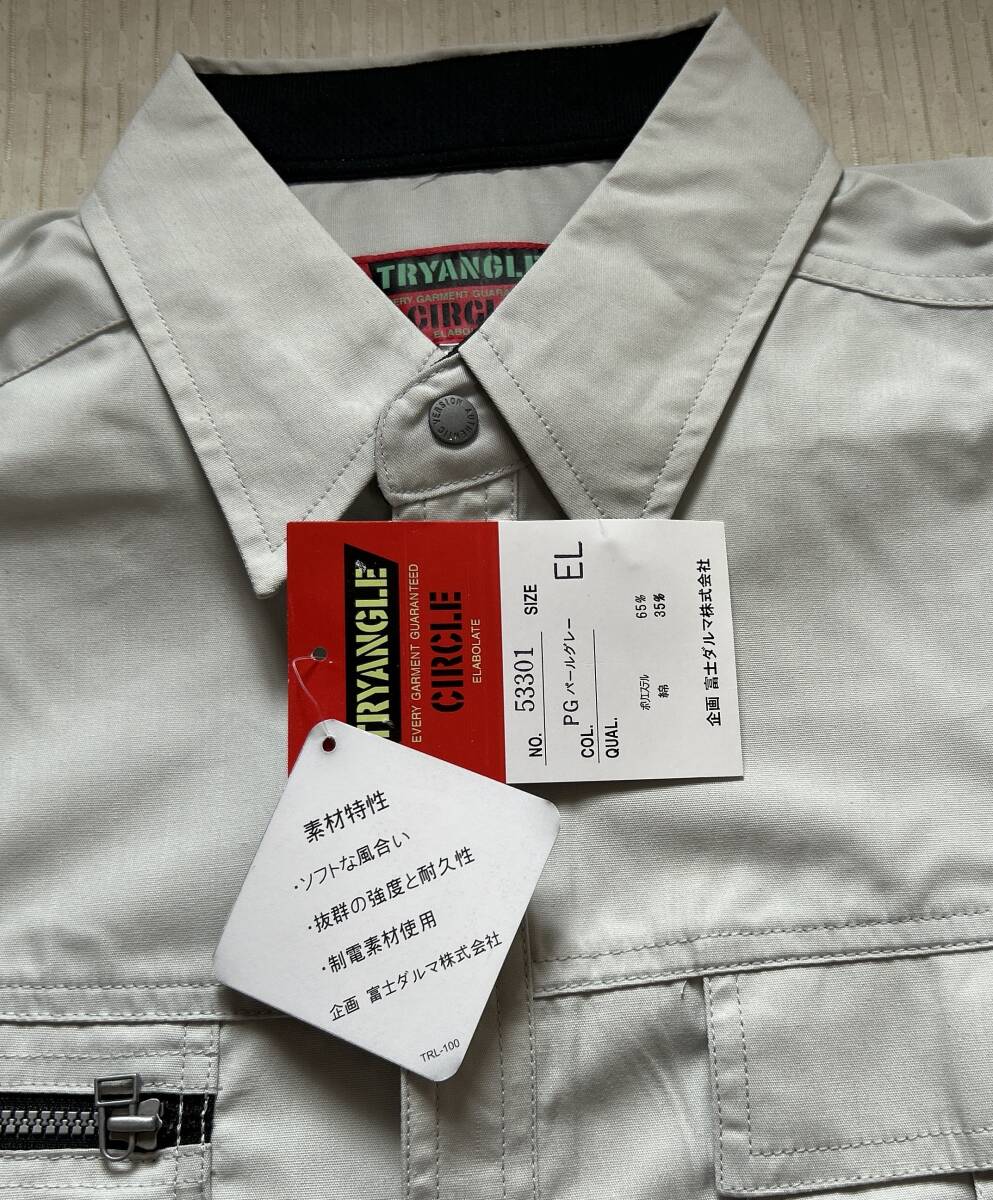 TRYANGLE
EVERY GARMENT GUARA
CIRCLE
ELABO
VERSION AUTHENTIC
TRYANGLE
EVERY GARMENT GUARANTEED
CIRCLE
ELABOLATE
NO. 53301 SIZE EL
COL. PG パールグレー
QUAL.
ポリエステル 65%
綿 35%
企画 富士ダルマ株式会社
素材特性
・ソフトな風合い
・抜群の強度と耐久性
・制電素材使用
企画 富士ダルマ株式会社
TRL-100